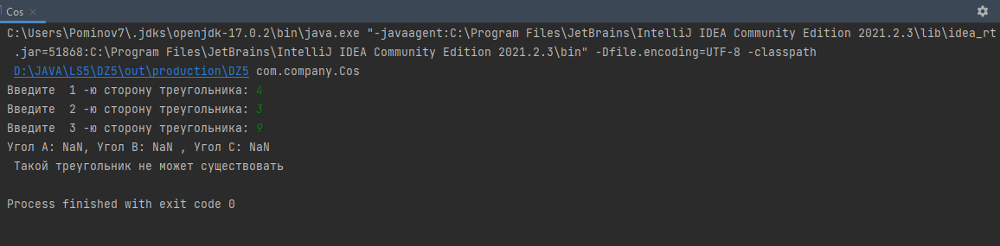 Cos
C:\Users\Pominov7\.jdks\openjdk-17.0.2\bin\java.exe "-javaagent:C:\Program Files\JetBrains\IntelliJ IDEA Community Edition 2021.2.3\lib\idea_rt
.jar=51868:C:\Program Files\JetBrains\IntelliJ IDEA Community Edition 2021.2.3\bin" -Dfile.encoding=UTF-8 -classpath
D:\JAVA\LS5\DZ5\out\production\DZ5 com.company.Cos
Введите  1 -ю сторону треугольника: 4
Введите  2 -ю сторону треугольника: 3
Введите  3 -ю сторону треугольника: 9
Угол A: NaN, Угол B: NaN , Угол C: NaN
Такой треугольник не может существовать
Process finished with exit code 0